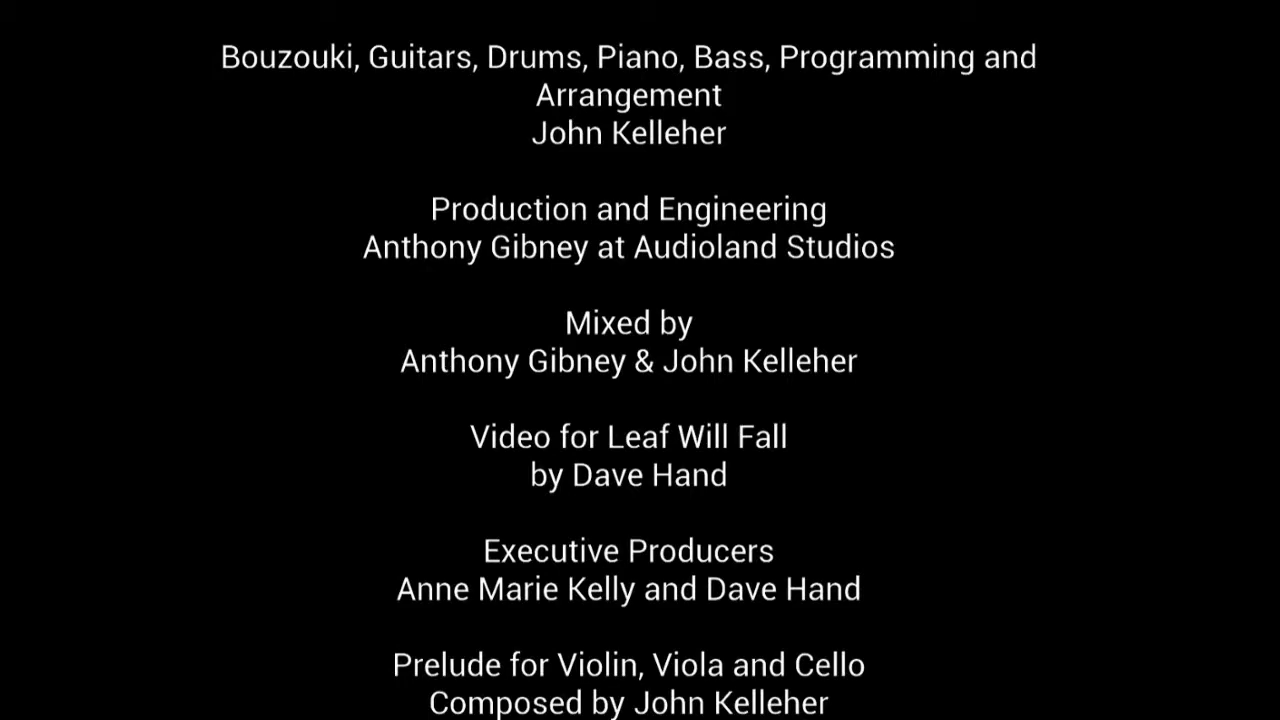 Bouzouki, Guitars, Drums, Piano, Bass, Programming and
Arrangement
John Kelleher
Production and Engineering
Anthony Gibney at Audioland Studios
Mixed by
Anthony Gibney & John Kelleher
Video for Leaf Will Fall
by Dave Hand
Executive Producers
Anne Marie Kelly and Dave Hand
Prelude for Violin, Viola and Cello
Composed by John Kelleher